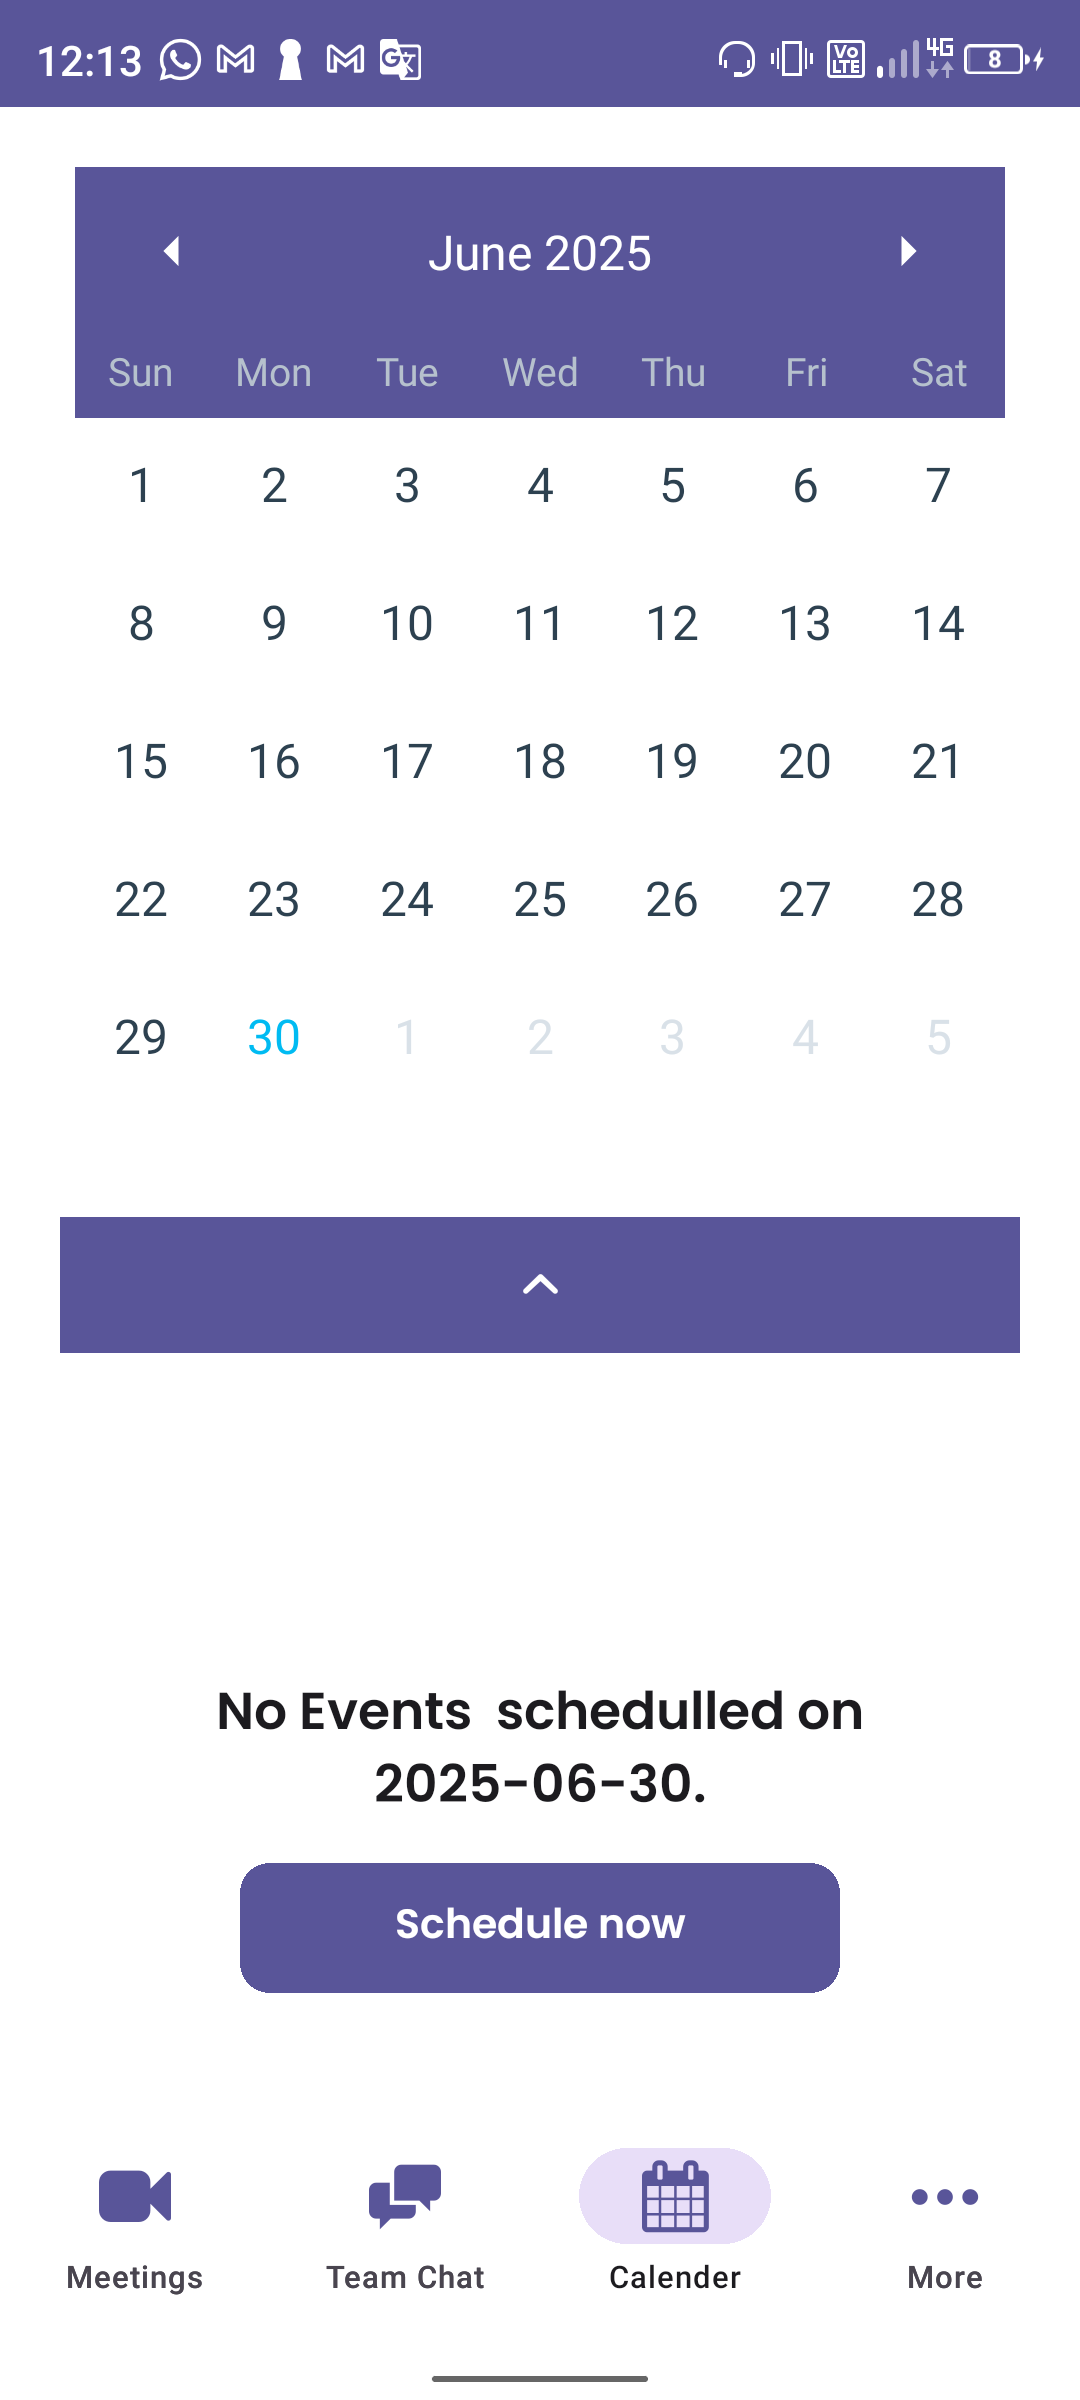 12:13 VO LTE 4G 8
June 2025
Sun Mon Tue Wed Thu Fri Sat
1 2 3 4 5 6 7
8 9 10 11 12 13 14
15 16 17 18 19 20 21
22 23 24 25 26 27 28
29 30 1 2 3 4 5
No Events schedulled on
2025-06-30.
Schedule now
Meetings Team Chat Calender More